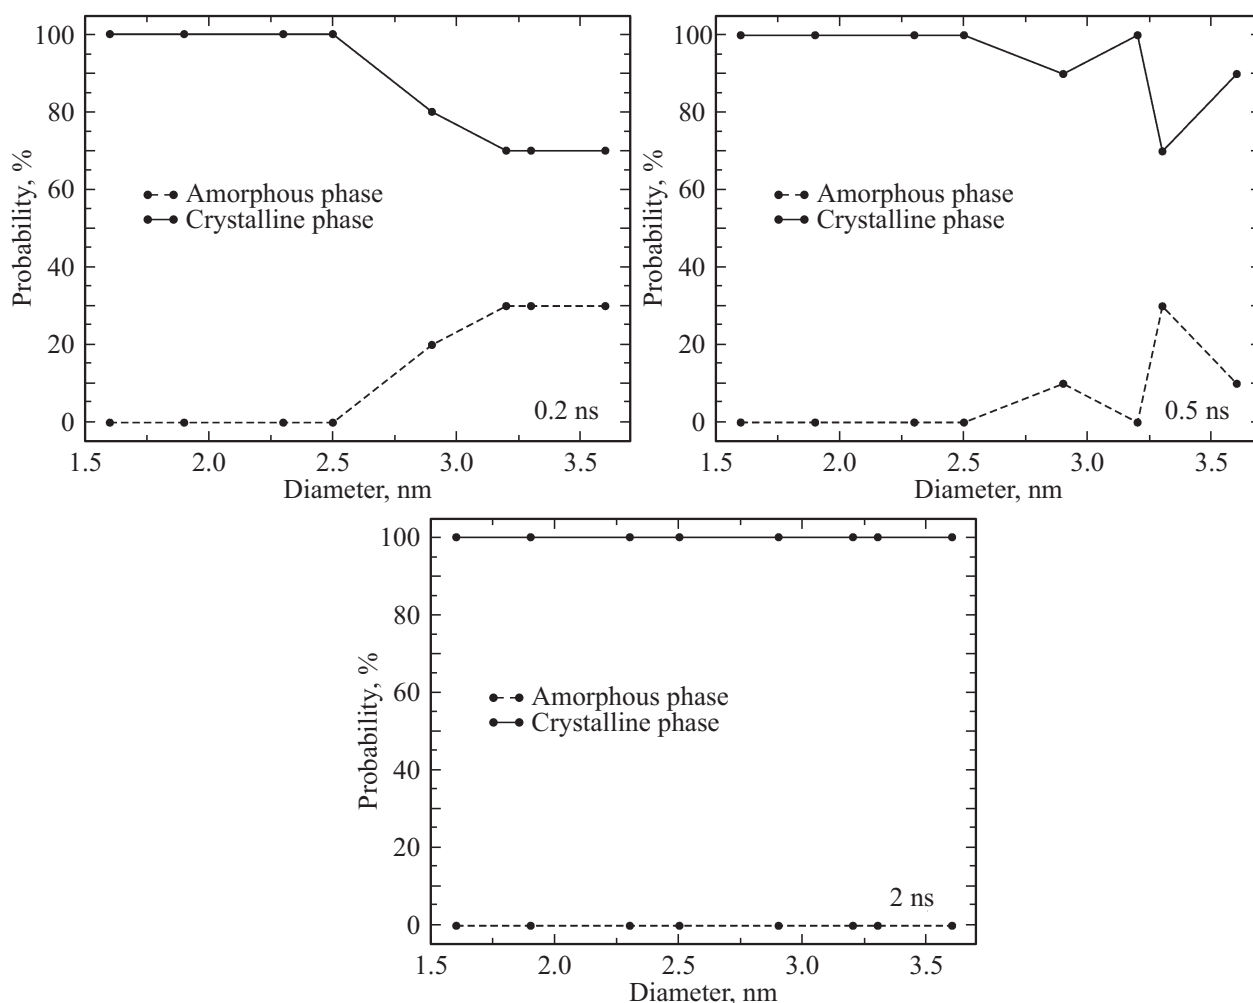 100
80
60
40
20
0
Probability, %
Amorphous phase
Crystalline phase
0.2 ns
1.5 2.0 2.5 3.0 3.5
Diameter, nm
100
80
60
40
20
0
Probability, %
Amorphous phase
Crystalline phase
0.5 ns
1.5 2.0 2.5 3.0 3.5
Diameter, nm
100
80
60
40
20
0
Probability, %
Amorphous phase
Crystalline phase
2 ns
1.5 2.0 2.5 3.0 3.5
Diameter, nm